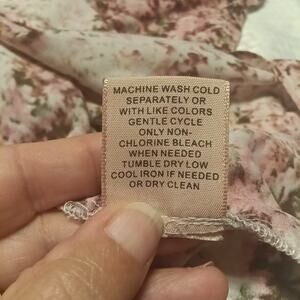 MACHINE WASH COLD
SEPARATELY OR
WITH LIKE COLORS
GENTLE CYCLE
ONLY NON-
CHLORINE BLEACH
WHEN NEEDED
TUMBLE DRY LOW
COOL IRON IF NEEDED
OR DRY CLEAN